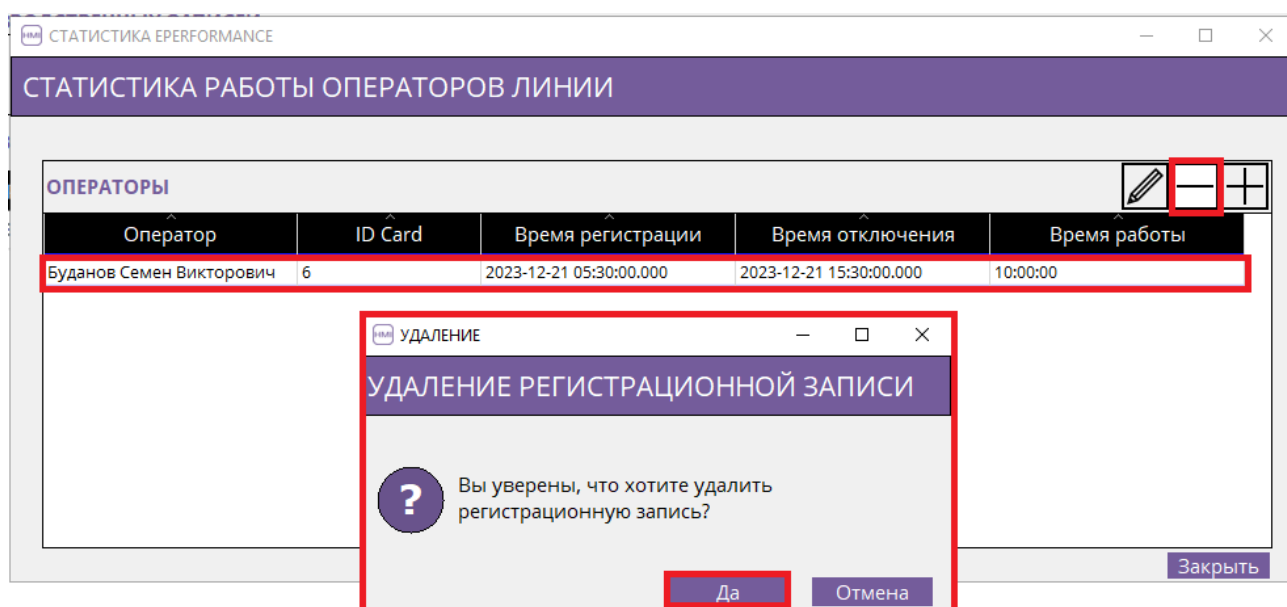 HMI СТАТИСТИКА EPERFORMANCE
СТАТИСТИКА РАБОТЫ ОПЕРАТОРОВ ЛИНИИ
ОПЕРАТОРЫ
Оператор ID Card Время регистрации Время отключения Время работы
Буданов Семен Викторович 6 2023-12-21 05:30:00.000 2023-12-21 15:30:00.000 10:00:00
HMI УДАЛЕНИЕ
УДАЛЕНИЕ РЕГИСТРАЦИОННОЙ ЗАПИСИ
?
Вы уверены, что хотите удалить
регистрационную запись?
Закрыть
Да Отмена